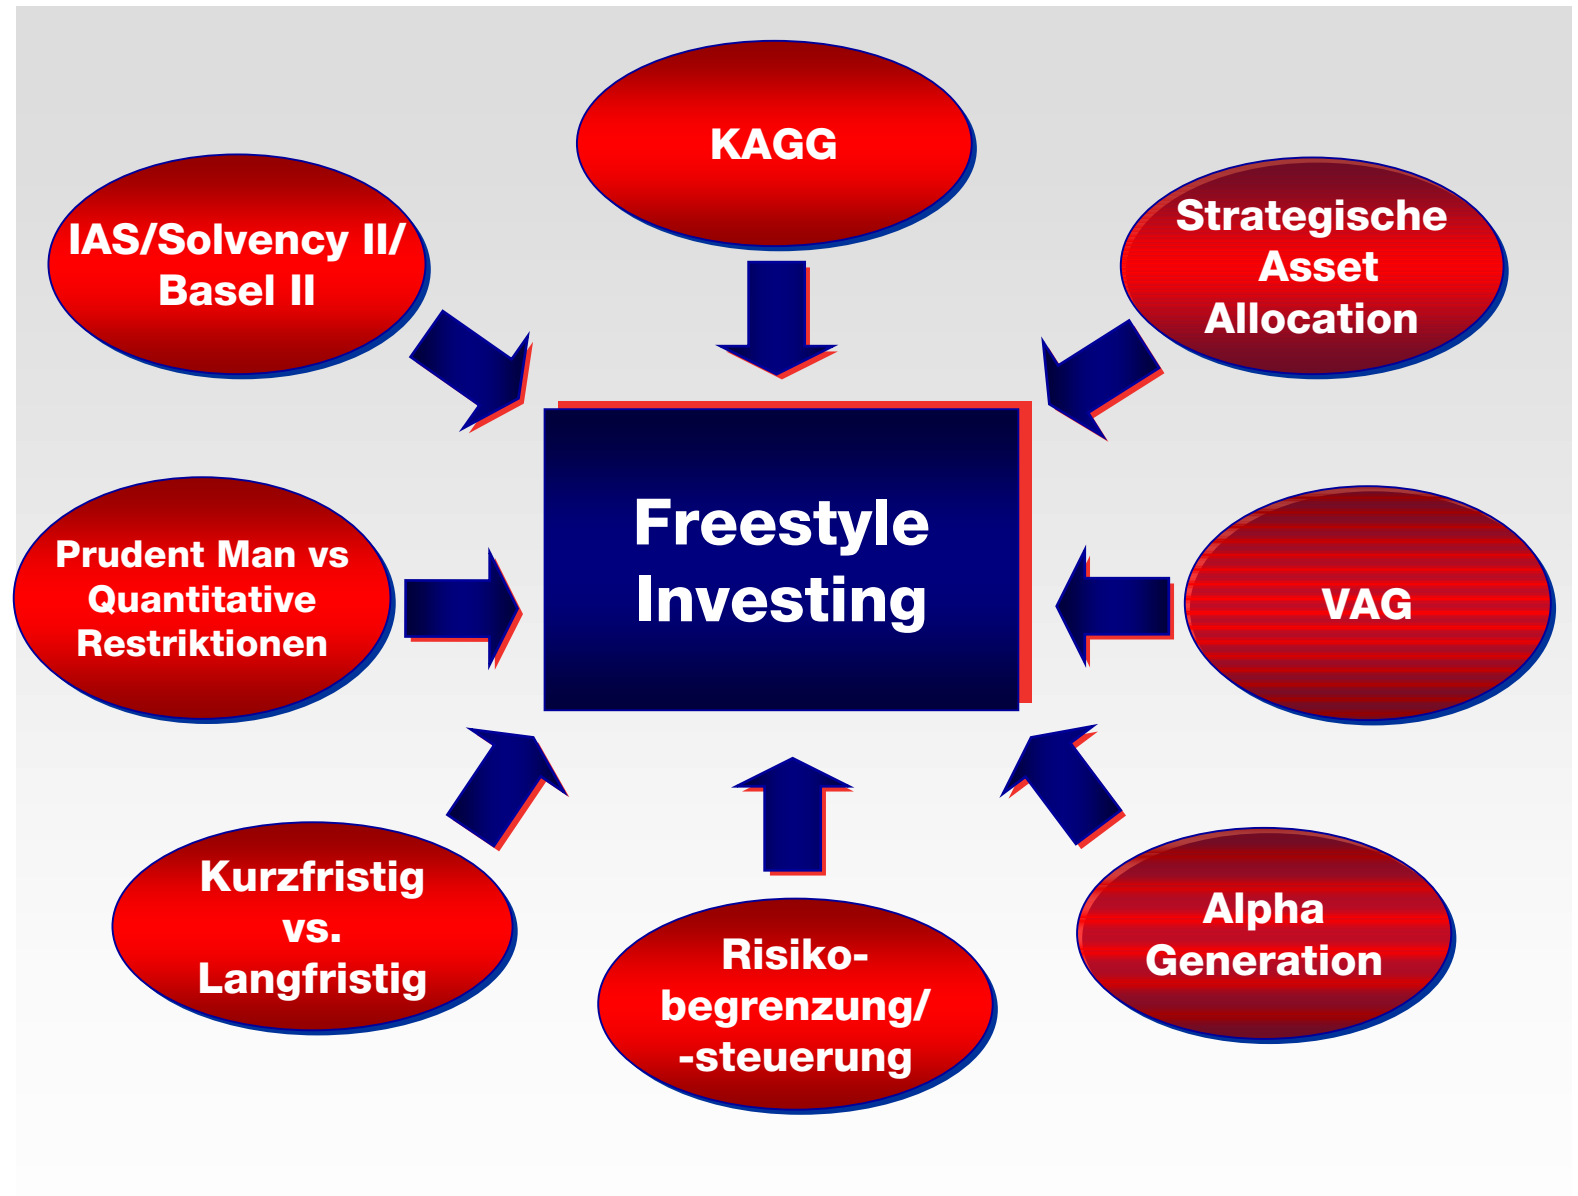 KAGG
IAS/Solvency II/
Basel II
Strategische
Asset
Allocation
Freestyle
Investing
Prudent Man vs
Quantitative
Restriktionen
VAG
Kurzfristig
vs.
Langfristig
Risiko-
begrenzung/
-steuerung
Alpha
Generation